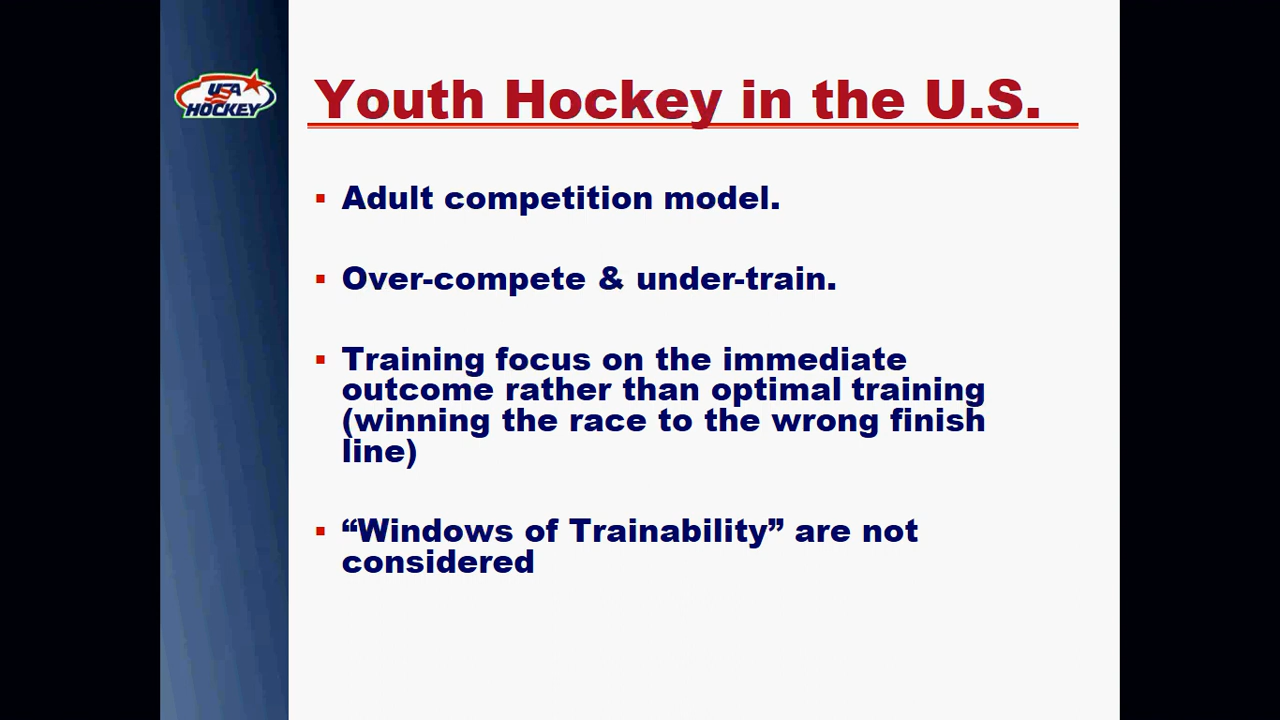 USA
HOCKEY
Youth Hockey in the U.S.
▪ Adult competition model.
▪ Over-compete & under-train.
▪ Training focus on the immediate
outcome rather than optimal training
(winning the race to the wrong finish
line)
▪ “Windows of Trainability” are not
considered